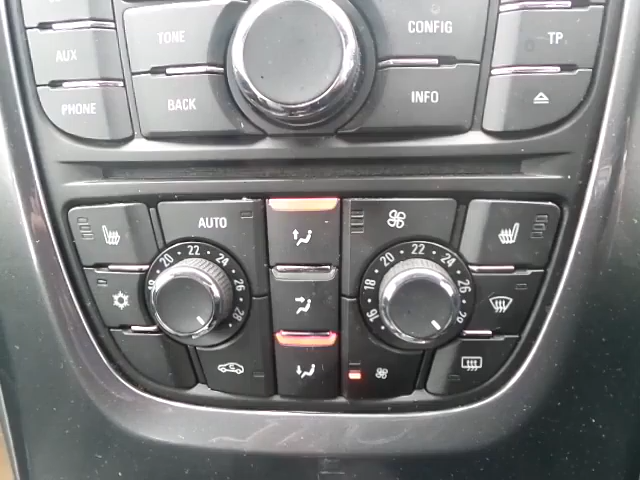 TONE
CONFIG
TP
AUX
PHONE
BACK
INFO
AUTO
20 22 24 26 28
16 18 20 22 24 26 28